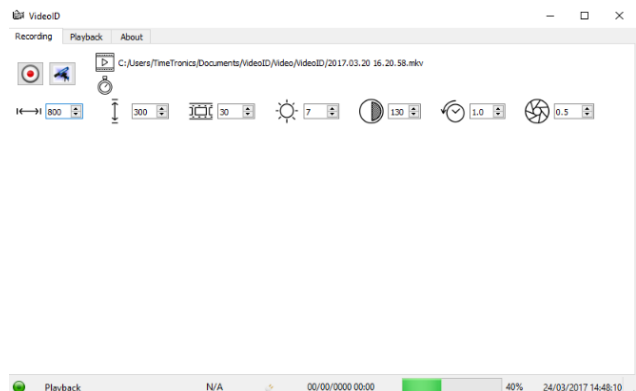 VideoID
Recording Playback About
C:/Users/TimeTronics/Documents/VideoID/Video/VideoID/2017.03.20 16.20.58.mkv
800 300 30 7 130 1.0 0.5
Playback N/A 00/00/0000 00:00 40% 24/03/2017 14:48:10